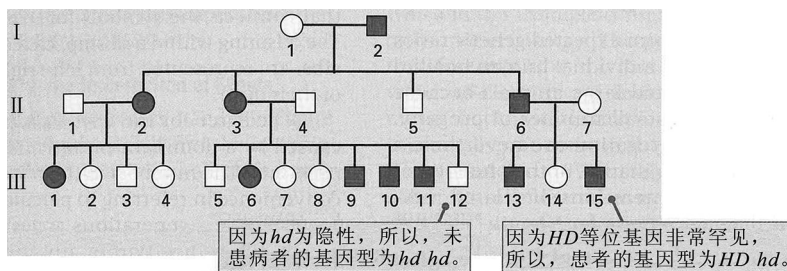 I
1 2
II
1 2 3 4 5 6 7
III
1 2 3 4 5 6 7 8 9 10 11 12 13 14 15
因为hd为隐性，所以，未
患病者的基因型为hd hd。
因为HD等位基因非常罕见，
所以，患者的基因型为HD hd。